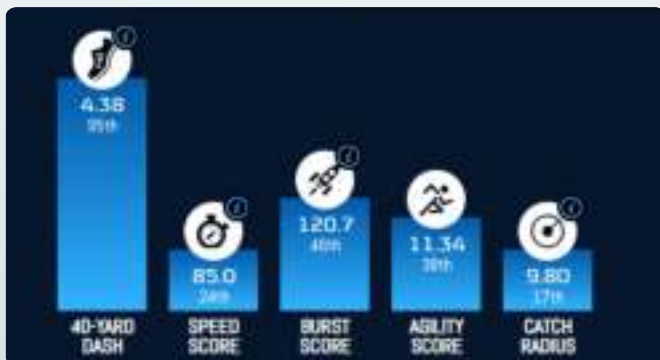 4.38
95th
120.7
46th
11.34
38th
85.0
24th
9.80
17th
40-YARD
DASH
SPEED
SCORE
BURST
SCORE
AGILITY
SCORE
CATCH
RADIUS